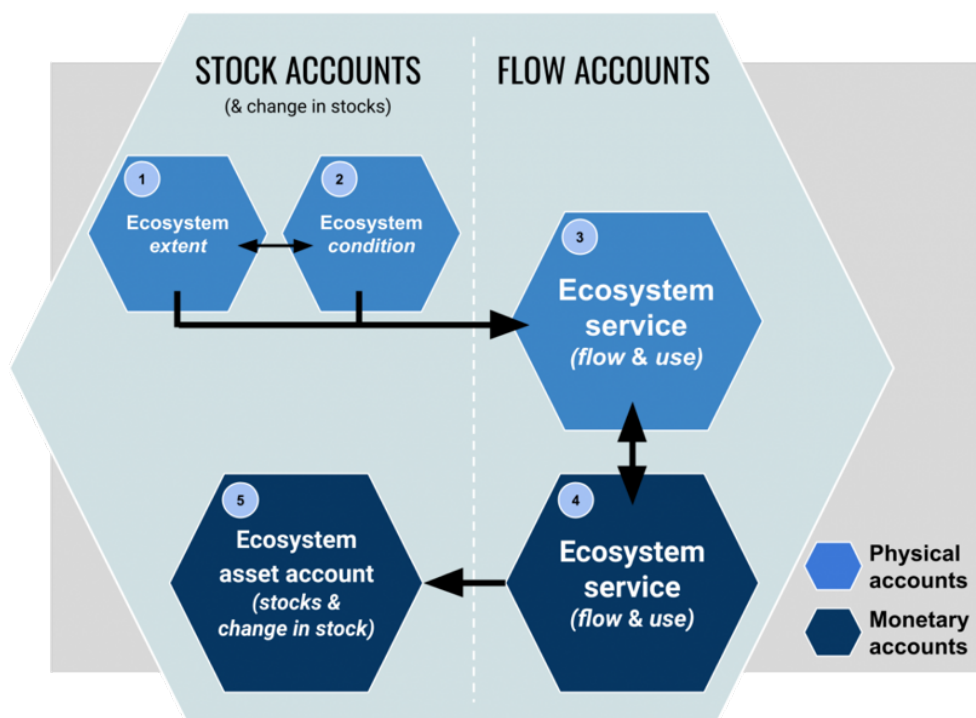 STOCK ACCOUNTS
(& change in stocks)
FLOW ACCOUNTS
1
Ecosystem
extent
2
Ecosystem
condition
3
Ecosystem
service
(flow & use)
5
Ecosystem
asset account
(stocks &
change in stock)
4
Ecosystem
service
(flow & use)
Physical
accounts
Monetary
accounts